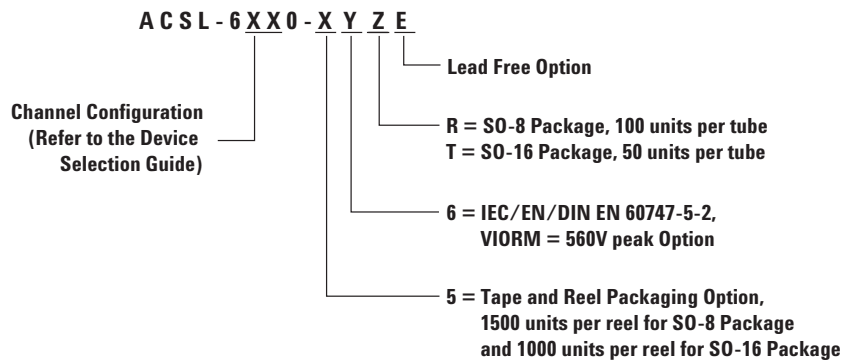 ACSL-6XX0-XYZE
Lead Free Option
Channel Configuration
(Refer to the Device
Selection Guide)
R = SO-8 Package, 100 units per tube
T = SO-16 Package, 50 units per tube
6 = IEC/EN/DIN EN 60747-5-2,
VIORM = 560V peak Option
5 = Tape and Reel Packaging Option,
1500 units per reel for SO-8 Package
and 1000 units per reel for SO-16 Package